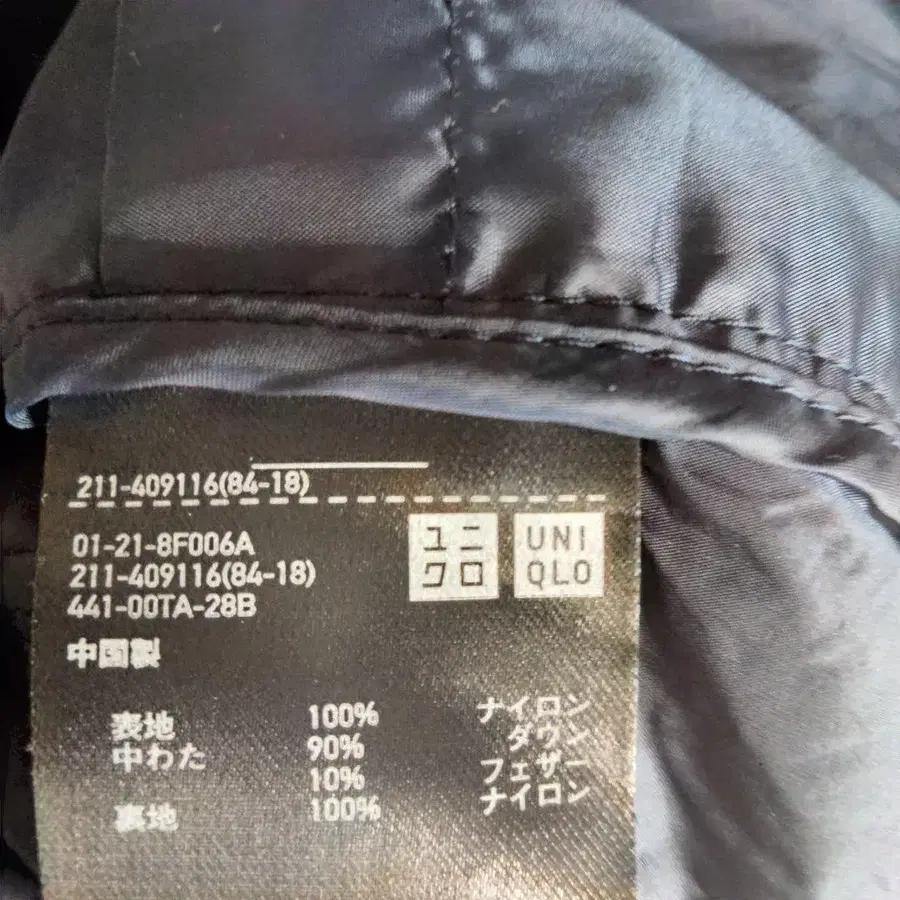 211-409116(84-18)
01-21-8F006A
211-409116(84-18)
441-00TA-28B
ユニ
クロ
UNI
QLO
中国製
表地 100% ナイロン
中わた 90% ダウン
10% フェザー
裏地 100% ナイロン